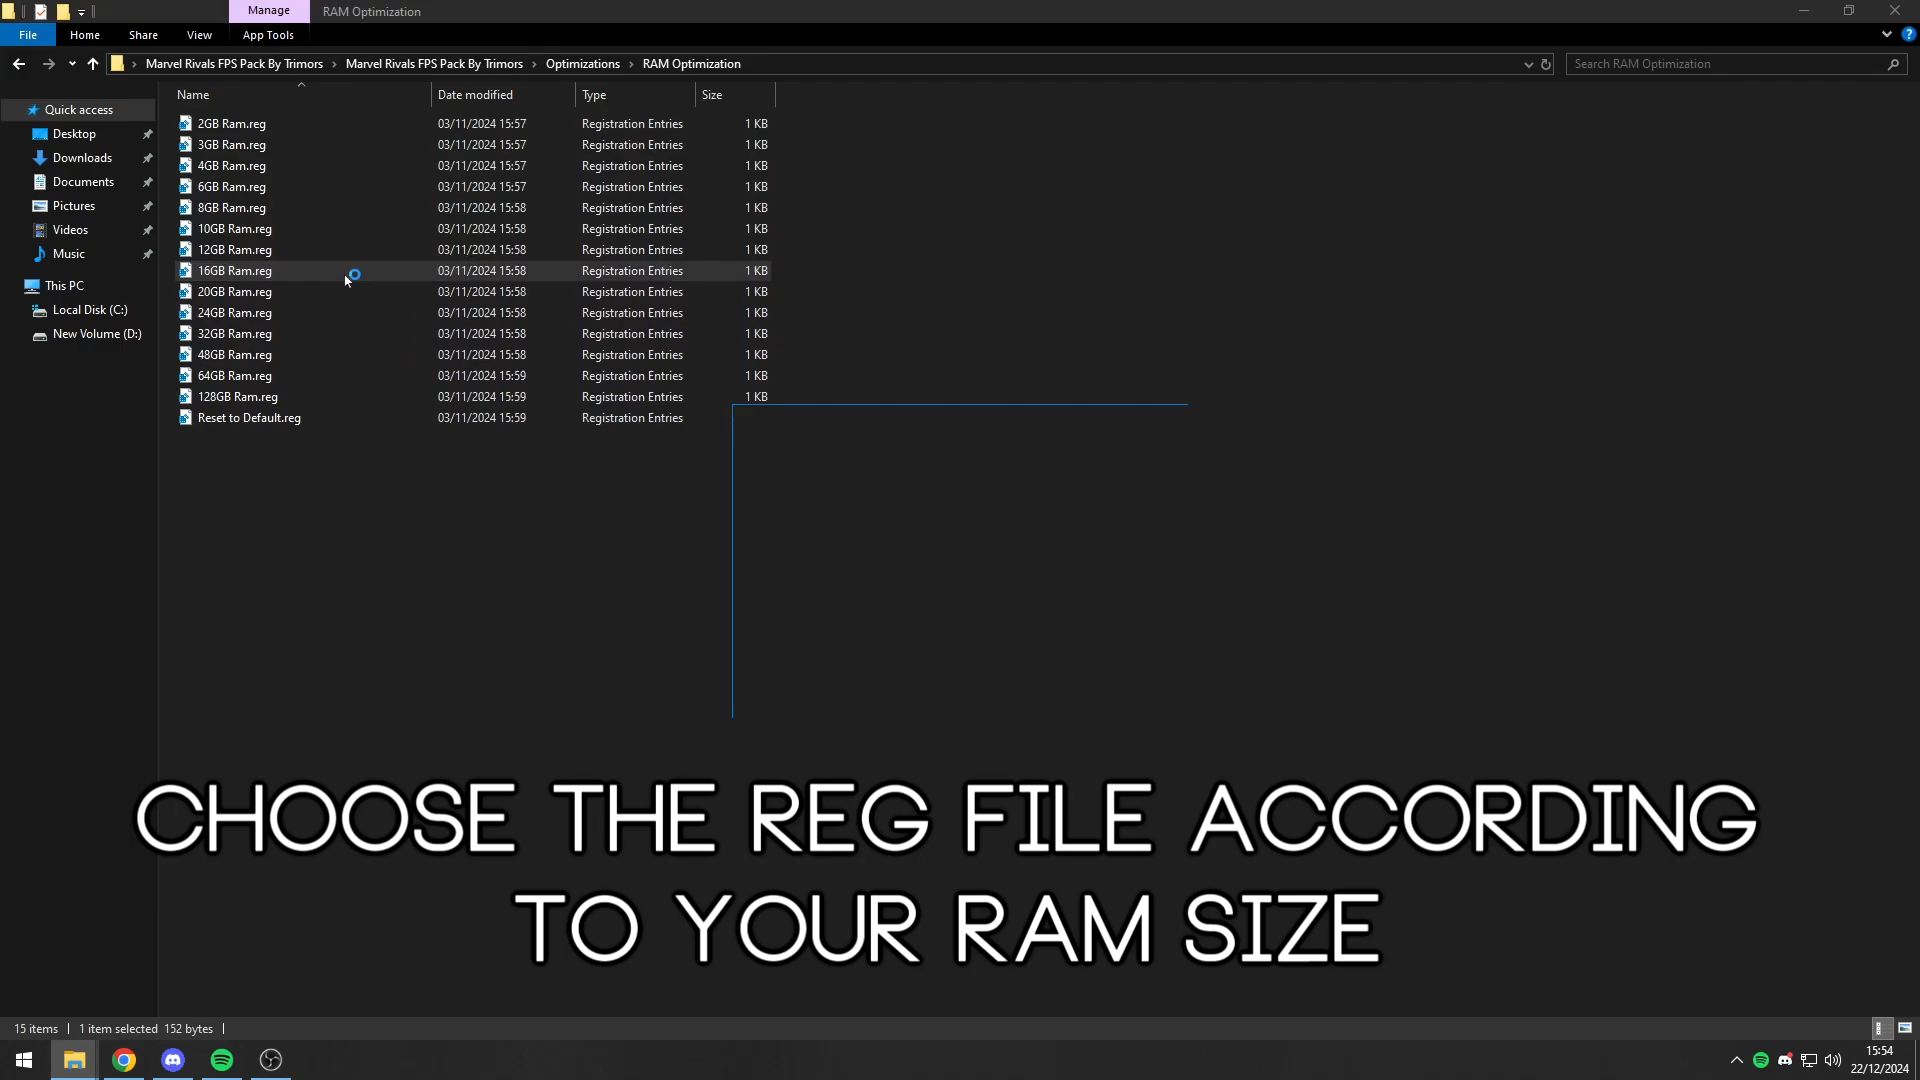 Manage
RAM Optimization
File Home Share View App Tools
Marvel Rivals FPS Pack By Trimors > Marvel Rivals FPS Pack By Trimors > Optimizations > RAM Optimization
Search RAM Optimization
Quick access
Desktop
Downloads
Documents
Pictures
Videos
Music
This PC
Local Disk (C:)
New Volume (D:)
Name Date modified Type Size
2GB Ram.reg 03/11/2024 15:57 Registration Entries 1 KB
3GB Ram.reg 03/11/2024 15:57 Registration Entries 1 KB
4GB Ram.reg 03/11/2024 15:57 Registration Entries 1 KB
6GB Ram.reg 03/11/2024 15:57 Registration Entries 1 KB
8GB Ram.reg 03/11/2024 15:58 Registration Entries 1 KB
10GB Ram.reg 03/11/2024 15:58 Registration Entries 1 KB
12GB Ram.reg 03/11/2024 15:58 Registration Entries 1 KB
16GB Ram.reg 03/11/2024 15:58 Registration Entries 1 KB
20GB Ram.reg 03/11/2024 15:58 Registration Entries 1 KB
24GB Ram.reg 03/11/2024 15:58 Registration Entries 1 KB
32GB Ram.reg 03/11/2024 15:58 Registration Entries 1 KB
48GB Ram.reg 03/11/2024 15:58 Registration Entries 1 KB
64GB Ram.reg 03/11/2024 15:59 Registration Entries 1 KB
128GB Ram.reg 03/11/2024 15:59 Registration Entries 1 KB
Reset to Default.reg 03/11/2024 15:59 Registration Entries
CHOOSE THE REG FILE ACCORDING
TO YOUR RAM SIZE
15 items 1 item selected 152 bytes
15:54
22/12/2024